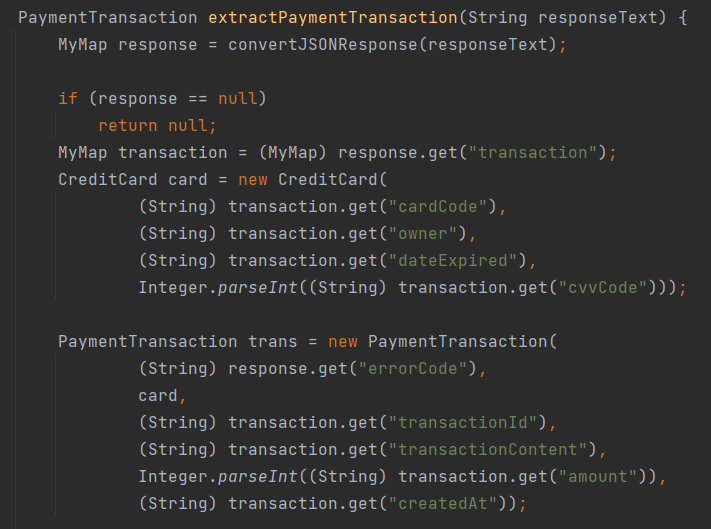 PaymentTransaction extractPaymentTransaction(String responseText) {
MyMap response = convertJSONResponse(responseText);
if (response == null)
return null;
MyMap transaction = (MyMap) response.get("transaction");
CreditCard card = new CreditCard(
(String) transaction.get("cardCode"),
(String) transaction.get("owner"),
(String) transaction.get("dateExpired"),
Integer.parseInt((String) transaction.get("cvvCode")));
PaymentTransaction trans = new PaymentTransaction(
(String) response.get("errorCode"),
card,
(String) transaction.get("transactionId"),
(String) transaction.get("transactionContent"),
Integer.parseInt((String) transaction.get("amount")),
(String) transaction.get("createdAt"));